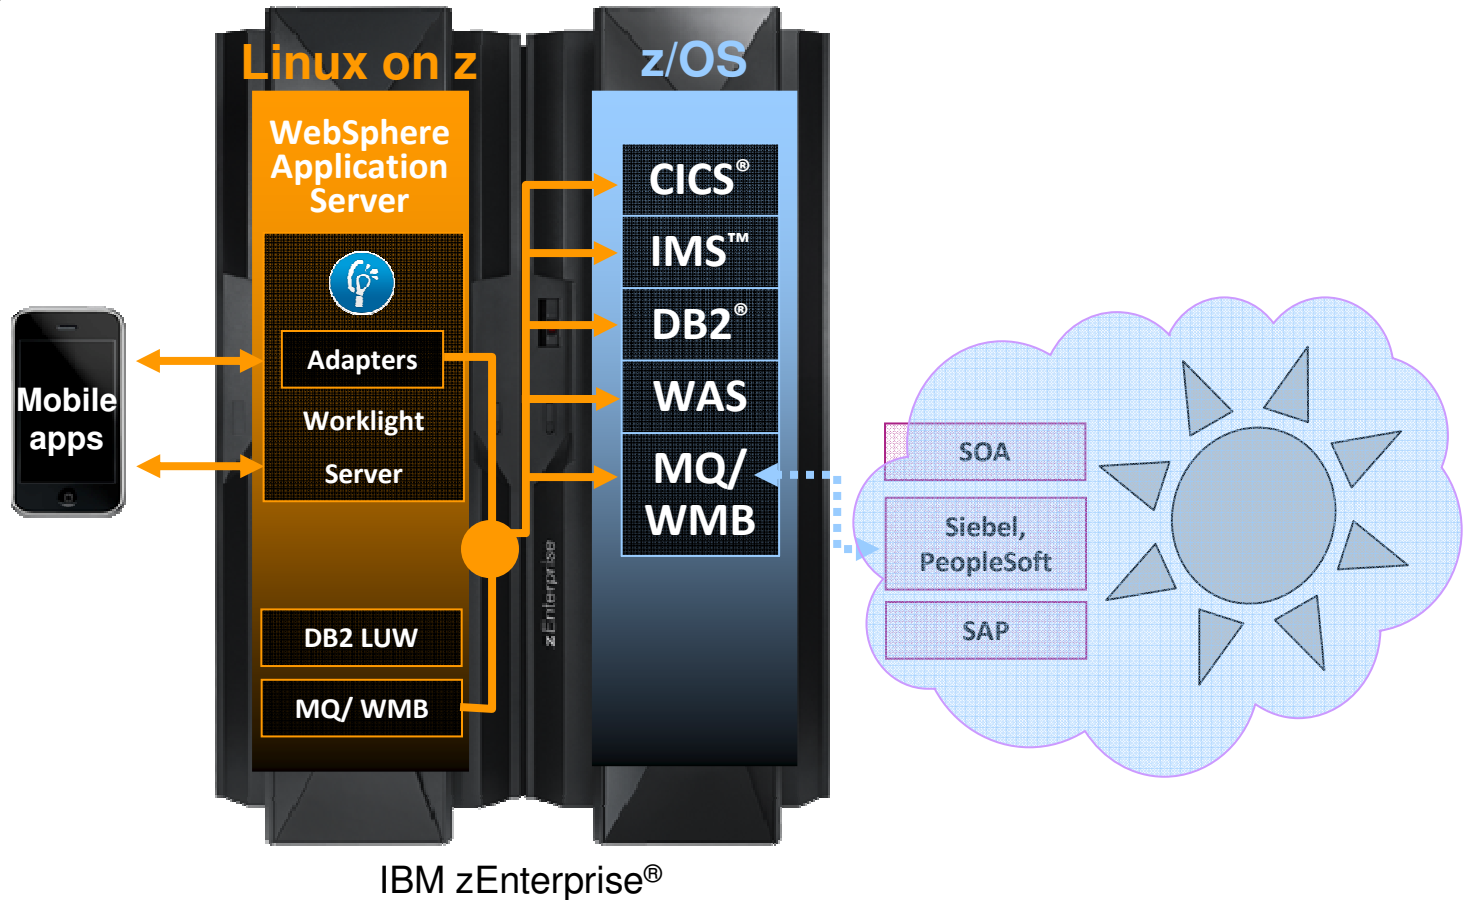 Linux on z
WebSphere
Application
Server
Adapters
Worklight
Server
DB2 LUW
MQ/ WMB
z/OS
CICS®
IMS™
DB2®
WAS
MQ/
WMB
zEnterprise
Mobile
apps
SOA
Siebel,
PeopleSoft
SAP
IBM zEnterprise®